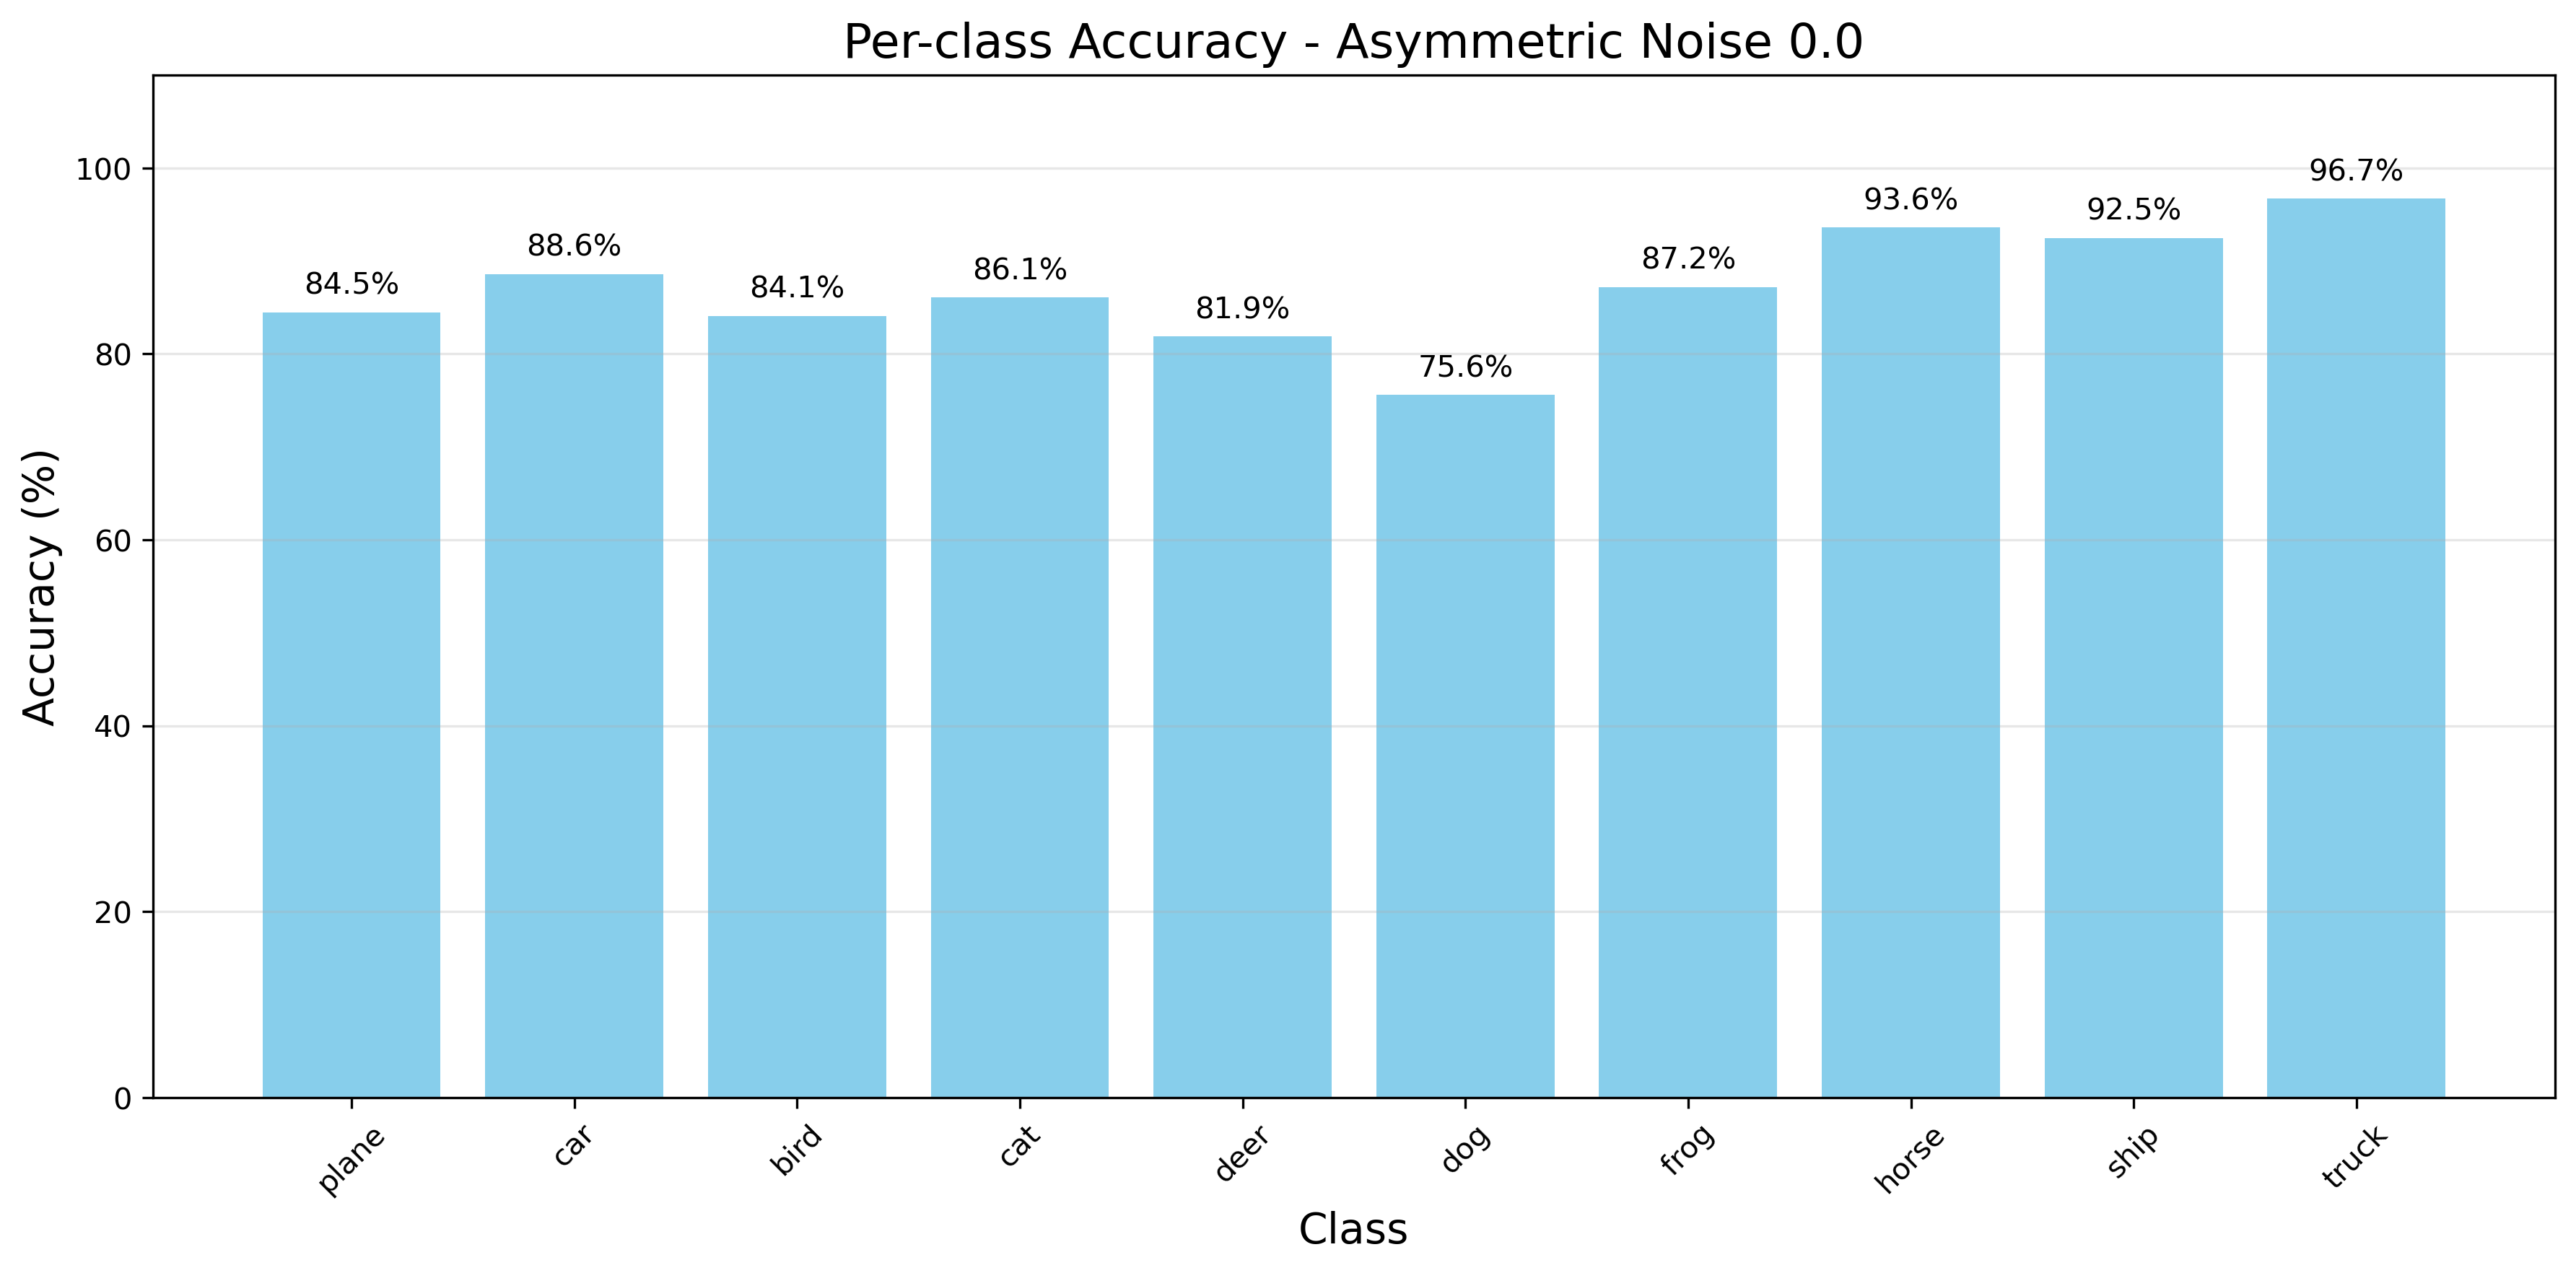 Per-class Accuracy - Asymmetric Noise 0.0
Accuracy (%)
100
80
60
40
20
0
84.5%
88.6%
84.1%
86.1%
81.9%
75.6%
87.2%
93.6%
92.5%
96.7%
plane
car
bird
cat
deer
dog
frog
horse
ship
truck
Class